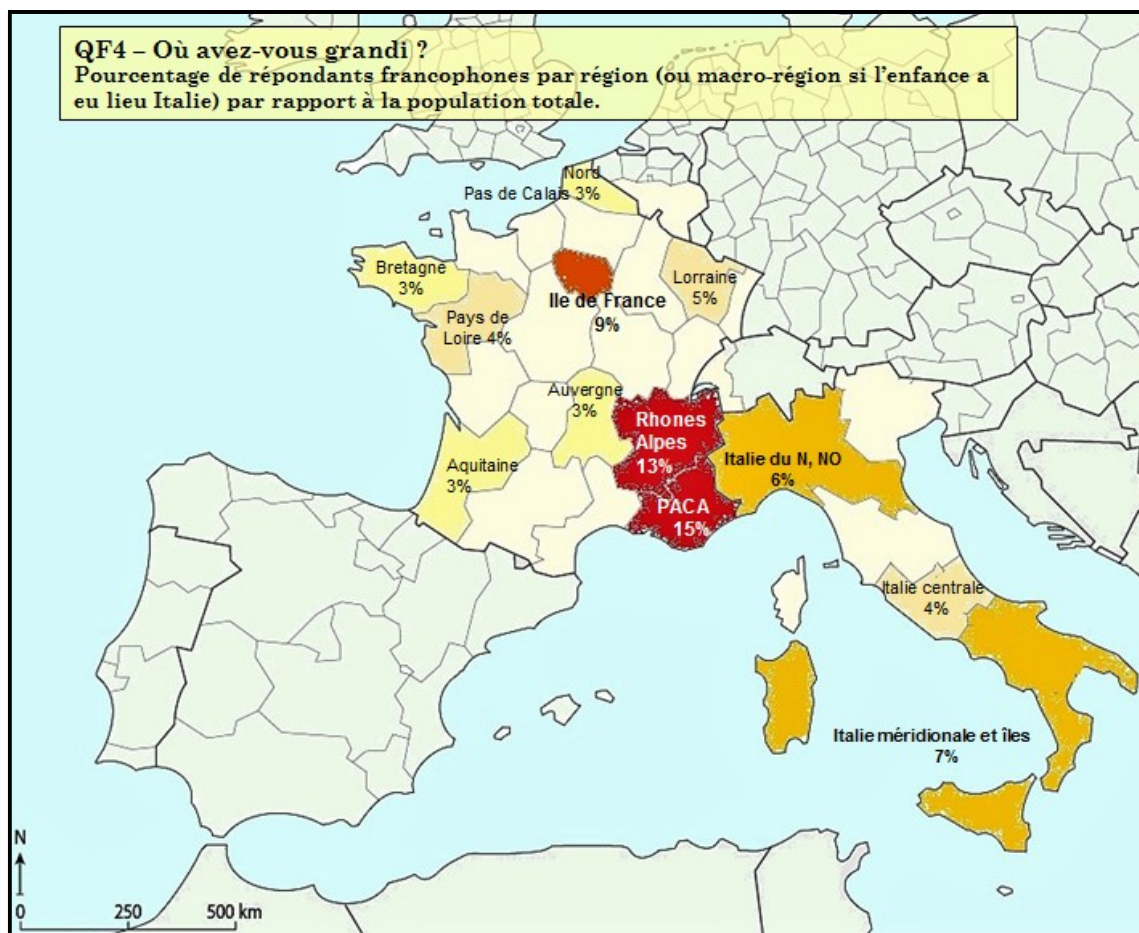 QF4 – Où avez-vous grandi ?
Pourcentage de répondants francophones par région (ou macro-région si l'enfance a
eu lieu Italie) par rapport à la population totale.
Nord
Pas de Calais 3%
Bretagne
3%
Lorraine
5%
Ile de France
9%
Pays de
Loire 4%
Auvergne
3%
Rhones
Alpes
13%
Italie du N, NO
6%
Aquitaine
3%
PACA
15%
Italie centrale
4%
Italie méridionale et îles
7%
N
0 250 500 km